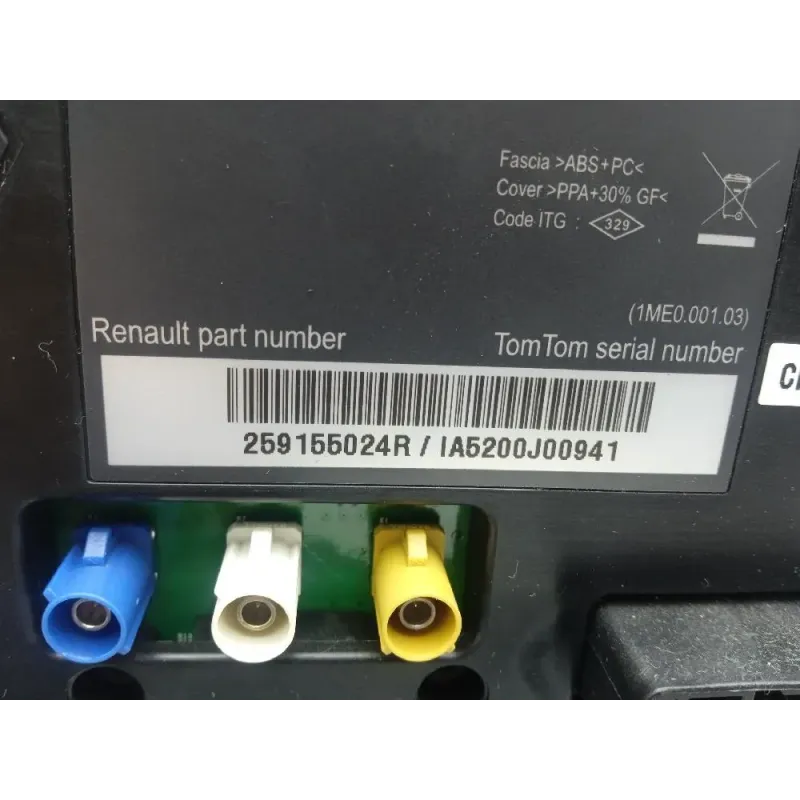 Fascia >ABS+PC<
Cover >PPA+30% GF<
Code ITG : 329
(1ME0.001.03)
Renault part number
TomTom serial number
259155024R / IA5200J00941